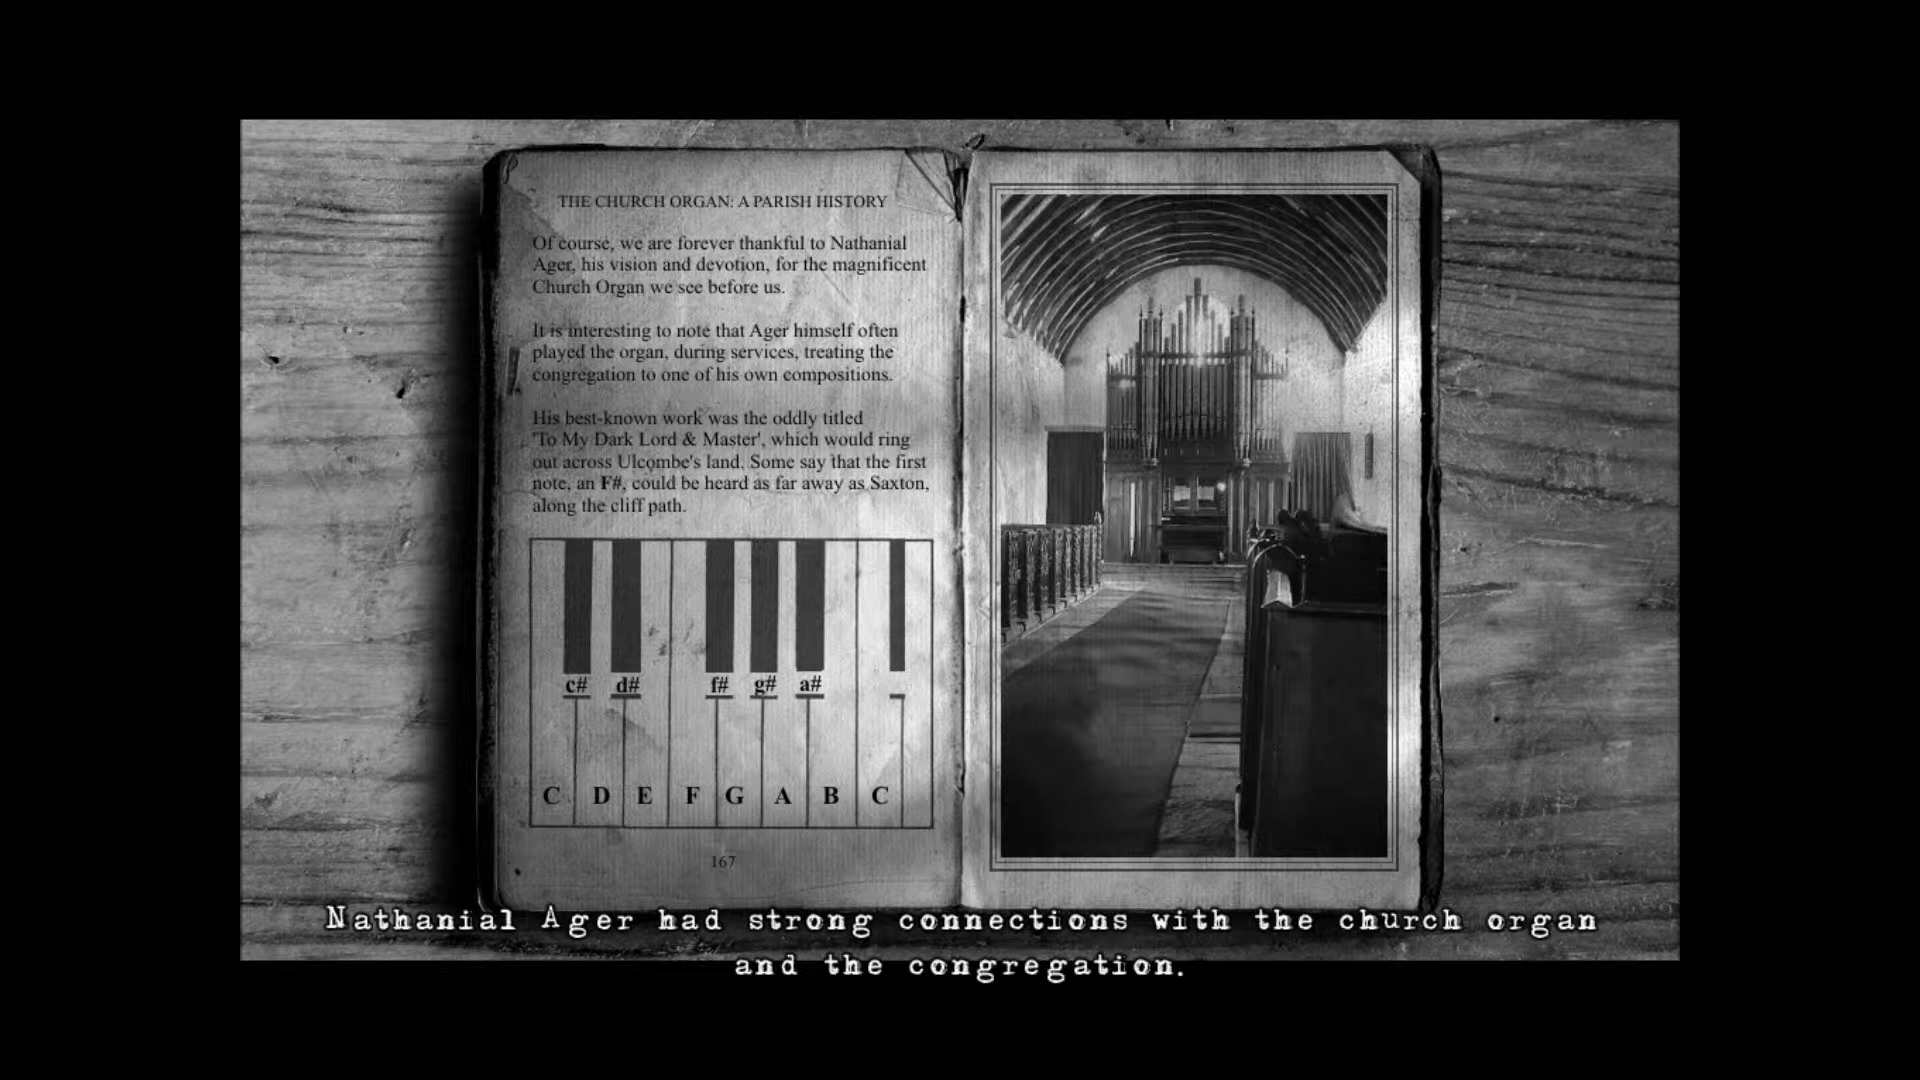 THE CHURCH ORGAN: A PARISH HISTORY
Of course, we are forever thankful to Nathanial
Ager, his vision and devotion, for the magnificent
Church Organ we see before us.
It is interesting to note that Ager himself often
played the organ, during services, treating the
congregation to one of his own compositions.
His best-known work was the oddly titled
'To My Dark Lord & Master', which would ring
out across Ulcombe's land. Some say that the first
note, an F#, could be heard as far away as Saxton,
along the cliff path.
c# d# f# g# a#
C D E F G A B C
167
Nathanial Ager had strong connections with the church organ
and the congregation.